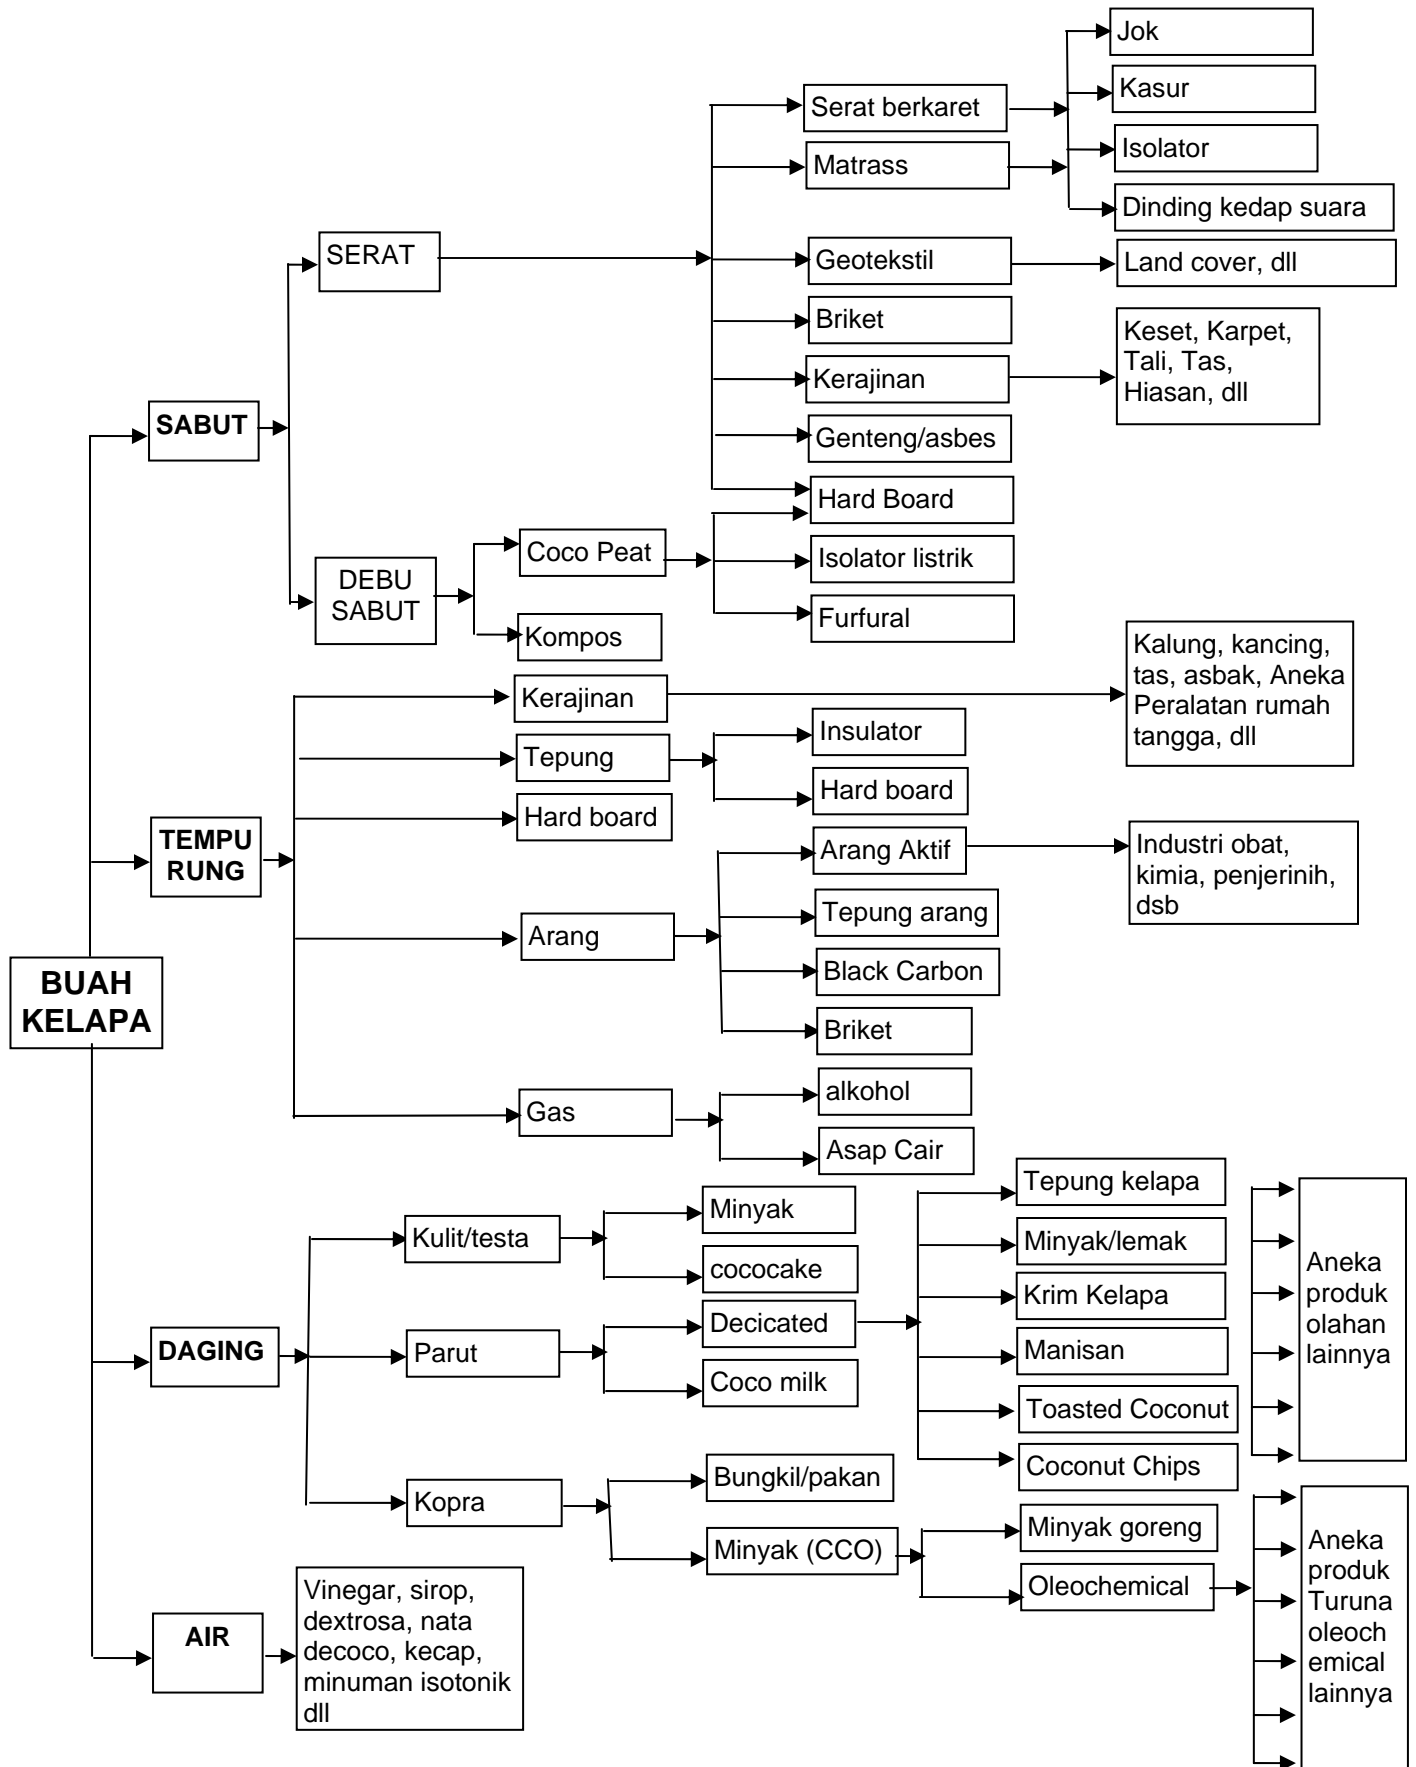 Jok
Kasur
Serat berkaret
Isolator
Matrass
Dinding kedap suara
SERAT
Geotekstil
Land cover, dll
Briket
Keset, Karpet,
Tali, Tas,
Hiasan, dll
Kerajinan
SABUT
Genteng/asbes
Hard Board
Coco Peat
Isolator listrik
DEBU
SABUT
Furfural
Kompos
Kalung, kancing,
tas, asbak, Aneka
Peralatan rumah
tangga, dll
Kerajinan
Insulator
Tepung
Hard board
Hard board
TEMPU
RUNG
Arang Aktif
Industri obat,
kimia, penjerinih,
dsb
Tepung arang
Arang
Black Carbon
BUAH
KELAPA
Briket
alkohol
Gas
Asap Cair
Tepung kelapa
Minyak
Kulit/testa
Minyak/lemak
cococake
Aneka
produk
olahan
lainnya
Krim Kelapa
Decicated
DAGING
Parut
Manisan
Coco milk
Toasted Coconut
Coconut Chips
Bungkil/pakan
Kopra
Minyak goreng
Minyak (CCO)
Oleochemical
Aneka
produk
Turuna
oleoch
emical
lainnya
AIR
Vinegar, sirop,
dextrosa, nata
decoco, kecap,
minuman isotonik
dll